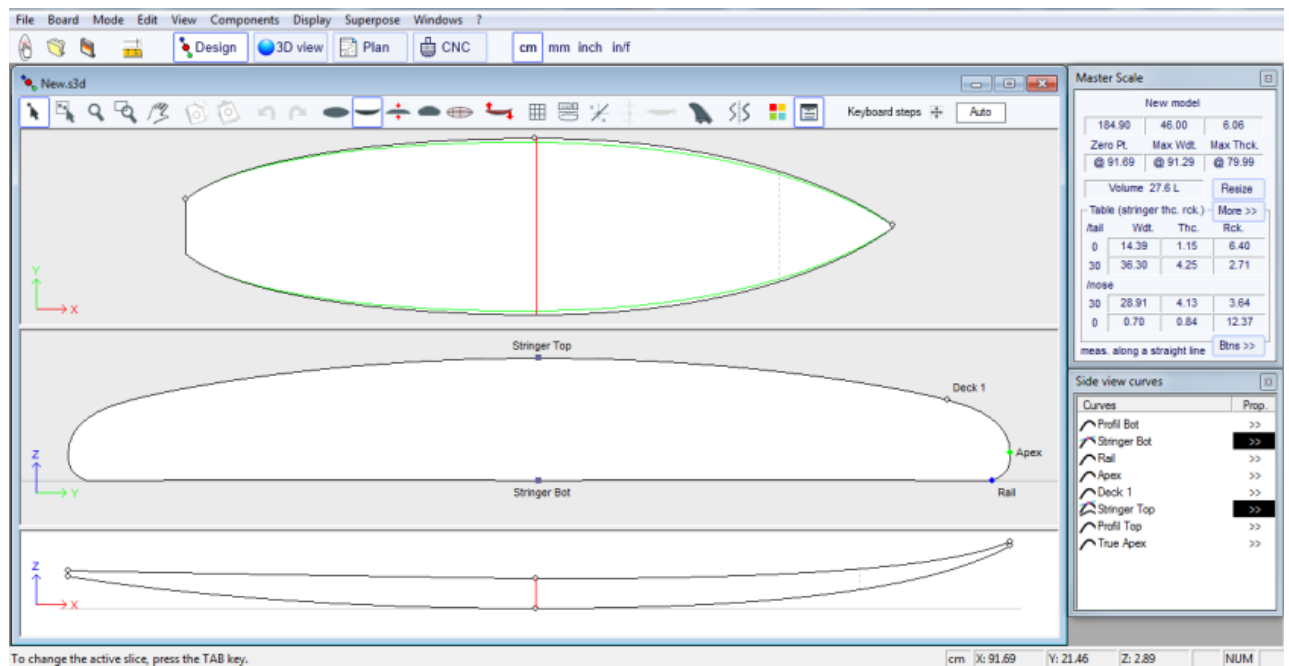 File Board Mode Edit View Components Display Superpose Windows ?
Design 3D view Plan CNC cm mm inch in/f
New.s3d
Keyboard steps Auto
Y
X
Stringer Top
Deck 1
Apex
Z
Y
Stringer Bot
Rail
Z
X
Master Scale
New model
184.90 46.00 6.06
Zero Pt. Max Wdt. Max Thck.
@ 91.69 @ 91.29 @ 79.99
Volume 27.6 L Resize
Table (stringer thc. rck.) More >>
/tail Wdt. Thc. Rck.
0 14.39 1.15 6.40
30 36.30 4.25 2.71
/nose
30 28.91 4.13 3.64
0 0.70 0.84 12.37
meas. along a straight line Btns >>
Side view curves
Curves Prop.
Profil Bot >>
Stringer Bot >>
Rail >>
Apex >>
Deck 1 >>
Stringer Top >>
Profil Top >>
True Apex >>
To change the active slice, press the TAB key. cm X: 91.69 Y: 21.46 Z: 2.89 NUM